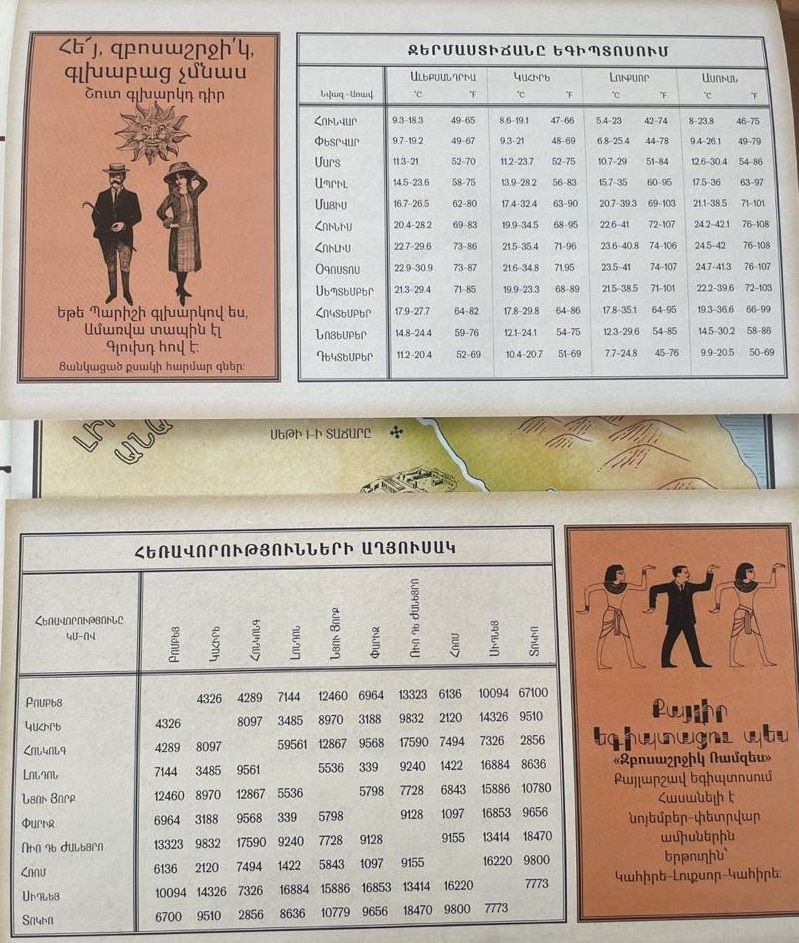 Հե՜յ, զբոսաշրջի՛կ,
գլխաբաց չմնաս
Շուտ գլխարկդ դիր
եթե Պարիշի գլխարկով ես,
Ամառվա տապին էլ
Գլուխդ հով է:
Ցանկացած քսակի հարմար գներ:
ՋԵՐՄԱՍՏԻՃԱՆԸ ԵԳԻՊՏՈՍՈՒՄ
ԱԼԵՔՍԱՆԴՐԻԱ ԿԱՀԻՐԵ ԼՈՒՔՍՈՐ ԱՍՈՒԱՆ
Նվազ–Առավ. °C °F °C °F °C °F °C °F
ՀՈՒՆՎԱՐ 9.3–18.3 49–65 8.6–19.1 47–66 5.4–23 42–74 8–23.8 46–75
ՓԵՏՐՎԱՐ 9.7–19.2 49–67 9.3–21 48–69 6.8–25.4 44–78 9.4–26.1 49–79
ՄԱՐՏ 11.3–21 52–70 11.2–23.7 52–75 10.7–29 51–84 12.6–30.4 54–86
ԱՊՐԻԼ 14.5–23.6 58–75 13.9–28.2 56–83 15.7–35 60–95 17.5–36 63–97
ՄԱՅԻՍ 16.7–26.5 62–80 17.4–32.4 63–90 20.7–39.3 69–103 21.1–38.5 71–101
ՀՈՒՆԻՍ 20.4–28.2 69–83 19.9–34.5 68–95 22.6–41 72–107 24.2–42.1 76–108
ՀՈՒԼԻՍ 22.7–29.6 73–86 21.5–35.4 71–96 23.6–40.8 74–106 24.5–42 76–108
ՕԳՈՍՏՈՍ 22.9–30.9 73–87 21.6–34.8 71.95 23.5–41 74–107 24.7–41.3 76–107
ՍԵՊՏԵՄԲԵՐ 21.3–29.4 71–85 19.9–23.3 68–89 21.5–38.5 71–101 22.2–39.6 72–103
ՀՈԿՏԵՄԲԵՐ 17.9–27.7 64–82 17.8–29.8 64–86 17.8–35.1 64–95 19.3–36.6 66–99
ՆՈՅԵՄԲԵՐ 14.8–24.4 59–76 12.1–24.1 54–75 12.3–29.6 54–85 14.5–30.2 58–86
ԴԵԿՏԵՄԲԵՐ 11.2–20.4 52–69 10.4–20.7 51–69 7.7–24.8 45–76 9.9–20.5 50–69
ՍԵԹԻ I-Ի ՏԱՃԱՐԸ
ՀԵՌԱՎՈՐՈՒԹՅՈՒՆՆԵՐԻ ԱՂՅՈՒՍԱԿ
ՀԵՌԱՎՈՐՈՒԹՅՈՒՆԸ
ԿՄ-ՈՎ
ԲՈՄԲԵՅ ԿԱՀԻՐԵ ՀՈՆԿՈՆԳ ԼՈՆԴՈՆ ՆՅՈՒ ՅՈՐՔ ՓԱՐԻԶ ՌԻՈ ԴԵ ԺԱՆԵՅՐՈ ՀՌՈՄ ՍԻԴՆԵՅ ՏՈԿԻՈ
ԲՈՄԲԵՅ 4326 4289 7144 12460 6964 13323 6136 10094 67100
ԿԱՀԻՐԵ 4326 8097 3485 8970 3188 9832 2120 14326 9510
ՀՈՆԿՈՆԳ 4289 8097 59561 12867 9568 17590 7494 7326 2856
ԼՈՆԴՈՆ 7144 3485 9561 5536 339 9240 1422 16884 8636
ՆՅՈՒ ՅՈՐՔ 12460 8970 12867 5536 5798 7728 6843 15886 10780
ՓԱՐԻԶ 6964 3188 9568 339 5798 9128 1097 16853 9656
ՌԻՈ ԴԵ ԺԱՆԵՅՐՈ 13323 9832 17590 9240 7728 9128 9155 13414 18470
ՀՌՈՄ 6136 2120 7494 1422 5843 1097 9155 16220 9800
ՍԻԴՆԵՅ 10094 14326 7326 16884 15886 16853 13414 16220 7773
ՏՈԿԻՈ 6700 9510 2856 8636 10779 9656 18470 9800 7773
Քայլիր
եգիպտացու պես
«Զբոսաշրջիկ Ռամզես»
Քայլարշավ եգիպտոսում
Հասանելի է
նոյեմբեր–փետրվար
ամիսներին
երթուղին՝
Կահիրե-Լուքսոր-Կահիրե: